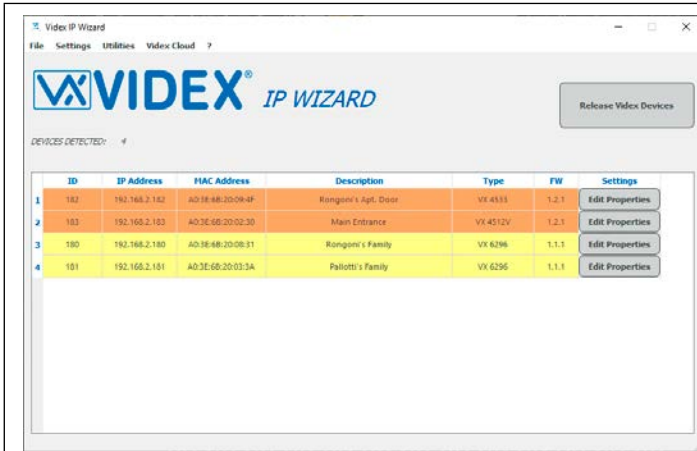 Videx IP Wizard
File Settings Utilities Videx Cloud ?
VIDEX® IP WIZARD
Release Videx Devices
DEVICES DETECTED: 4
ID IP Address MAC Address Description Type FW Settings
1 182 192.168.2.182 A0:3E:6B:20:09:4F Rongoni's Apt. Door VX 4533 1.2.1 Edit Properties
2 183 192.168.2.183 A0:3E:6B:20:02:30 Main Entrance VX 4512V 1.2.1 Edit Properties
3 180 192.168.2.180 A0:3E:6B:20:08:31 Rongoni's Family VX 6296 1.1.1 Edit Properties
4 181 192.168.2.181 A0:3E:6B:20:03:3A Pallotti's Family VX 6296 1.1.1 Edit Properties